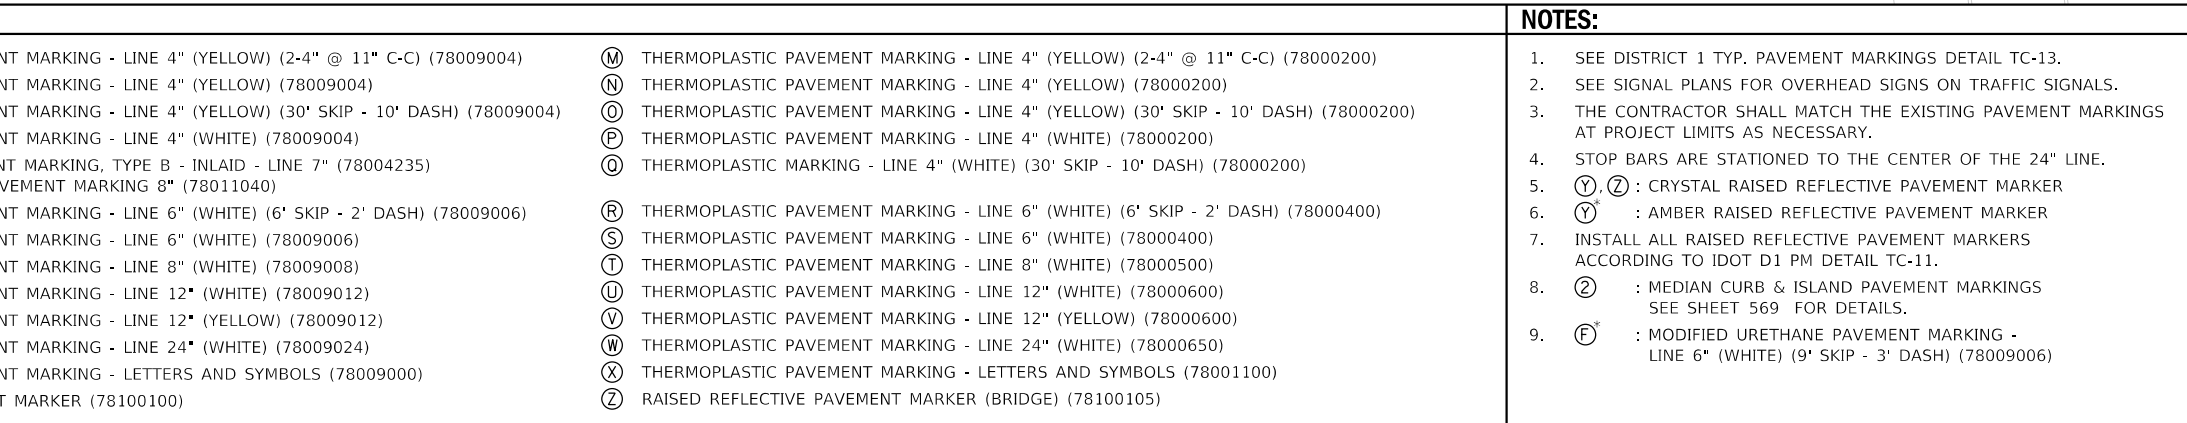 NOTES:
NT MARKING - LINE 4" (YELLOW) (2-4" @ 11" C-C) (78009004)
NT MARKING - LINE 4" (YELLOW) (78009004)
NT MARKING - LINE 4" (YELLOW) (30' SKIP - 10' DASH) (78009004)
NT MARKING - LINE 4" (WHITE) (78009004)
NT MARKING, TYPE B - INLAID - LINE 7" (78004235)
VEMENT MARKING 8" (78011040)
NT MARKING - LINE 6" (WHITE) (6' SKIP - 2' DASH) (78009006)
NT MARKING - LINE 6" (WHITE) (78009006)
NT MARKING - LINE 8" (WHITE) (78009008)
NT MARKING - LINE 12" (WHITE) (78009012)
NT MARKING - LINE 12" (YELLOW) (78009012)
NT MARKING - LINE 24" (WHITE) (78009024)
NT MARKING - LETTERS AND SYMBOLS (78009000)
T MARKER (78100100)
M THERMOPLASTIC PAVEMENT MARKING - LINE 4" (YELLOW) (2-4" @ 11" C-C) (78000200)
N THERMOPLASTIC PAVEMENT MARKING - LINE 4" (YELLOW) (78000200)
O THERMOPLASTIC PAVEMENT MARKING - LINE 4" (YELLOW) (30' SKIP - 10' DASH) (78000200)
P THERMOPLASTIC PAVEMENT MARKING - LINE 4" (WHITE) (78000200)
Q THERMOPLASTIC MARKING - LINE 4" (WHITE) (30' SKIP - 10' DASH) (78000200)
R THERMOPLASTIC PAVEMENT MARKING - LINE 6" (WHITE) (6' SKIP - 2' DASH) (78000400)
S THERMOPLASTIC PAVEMENT MARKING - LINE 6" (WHITE) (78000400)
T THERMOPLASTIC PAVEMENT MARKING - LINE 8" (WHITE) (78000500)
U THERMOPLASTIC PAVEMENT MARKING - LINE 12" (WHITE) (78000600)
V THERMOPLASTIC PAVEMENT MARKING - LINE 12" (YELLOW) (78000600)
W THERMOPLASTIC PAVEMENT MARKING - LINE 24" (WHITE) (78000650)
X THERMOPLASTIC PAVEMENT MARKING - LETTERS AND SYMBOLS (78001100)
Z RAISED REFLECTIVE PAVEMENT MARKER (BRIDGE) (78100105)
1. SEE DISTRICT 1 TYP. PAVEMENT MARKINGS DETAIL TC-13.
2. SEE SIGNAL PLANS FOR OVERHEAD SIGNS ON TRAFFIC SIGNALS.
3. THE CONTRACTOR SHALL MATCH THE EXISTING PAVEMENT MARKINGS
AT PROJECT LIMITS AS NECESSARY.
4. STOP BARS ARE STATIONED TO THE CENTER OF THE 24" LINE.
5. Y, Z : CRYSTAL RAISED REFLECTIVE PAVEMENT MARKER
6. Y* : AMBER RAISED REFLECTIVE PAVEMENT MARKER
7. INSTALL ALL RAISED REFLECTIVE PAVEMENT MARKERS
ACCORDING TO IDOT D1 PM DETAIL TC-11.
8. 2 : MEDIAN CURB & ISLAND PAVEMENT MARKINGS
SEE SHEET 569 FOR DETAILS.
9. F* : MODIFIED URETHANE PAVEMENT MARKING -
LINE 6" (WHITE) (9' SKIP - 3' DASH) (78009006)